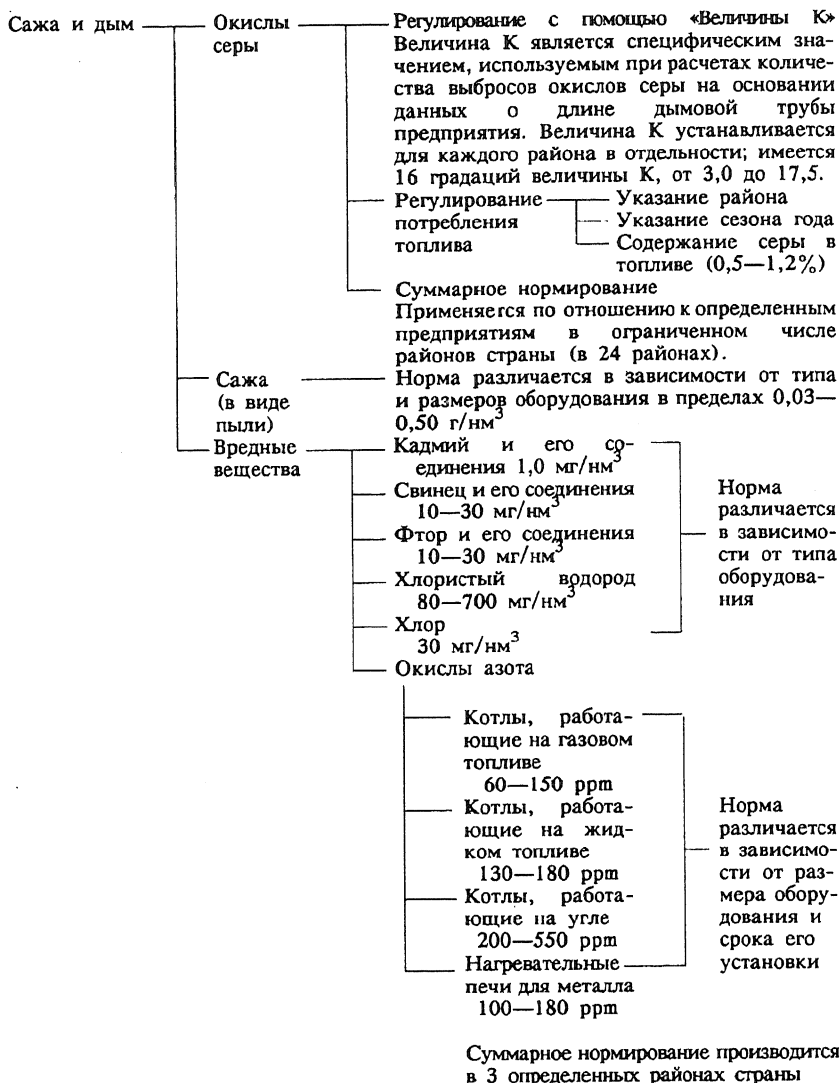 Сажа и дым
Окислы
серы
Регулирование с помощью «Величины К»
Величина К является специфическим зна-
чением, используемым при расчетах количе-
ства выбросов окислов серы на основании
данных о длине дымовой трубы
предприятия. Величина К устанавливается
для каждого района в отдельности; имеется
16 градаций величины К, от 3,0 до 17,5.
Регулирование
потребления
топлива
Указание района
Указание сезона года
Содержание серы в
топливе (0,5—1,2%)
Суммарное нормирование
Применяется по отношению к определенным
предприятиям в ограниченном числе
районов страны (в 24 районах).
Сажа
(в виде
пыли)
Норма различается в зависимости от типа
и размеров оборудования в пределах 0,03—
0,50 г/нм³
Вредные
вещества
Кадмий и его со-
единения 1,0 мг/нм³
Свинец и его соединения
10—30 мг/нм³
Фтор и его соединения
10—30 мг/нм³
Хлористый водород
80—700 мг/нм³
Хлор
30 мг/нм³
Норма
различается
в зависимо-
сти от типа
оборудова-
ния
Окислы азота
Котлы, работа-
ющие на газовом
топливе
60—150 ppm
Котлы, работа-
ющие на жид-
ком топливе
130—180 ppm
Котлы, работа-
ющие на угле
200—550 ppm
Нагревательные
печи для металла
100—180 ppm
Норма
различается
в зависимо-
сти от раз-
мера обору-
дования и
срока его
установки
Суммарное нормирование производится
в 3 определенных районах страны